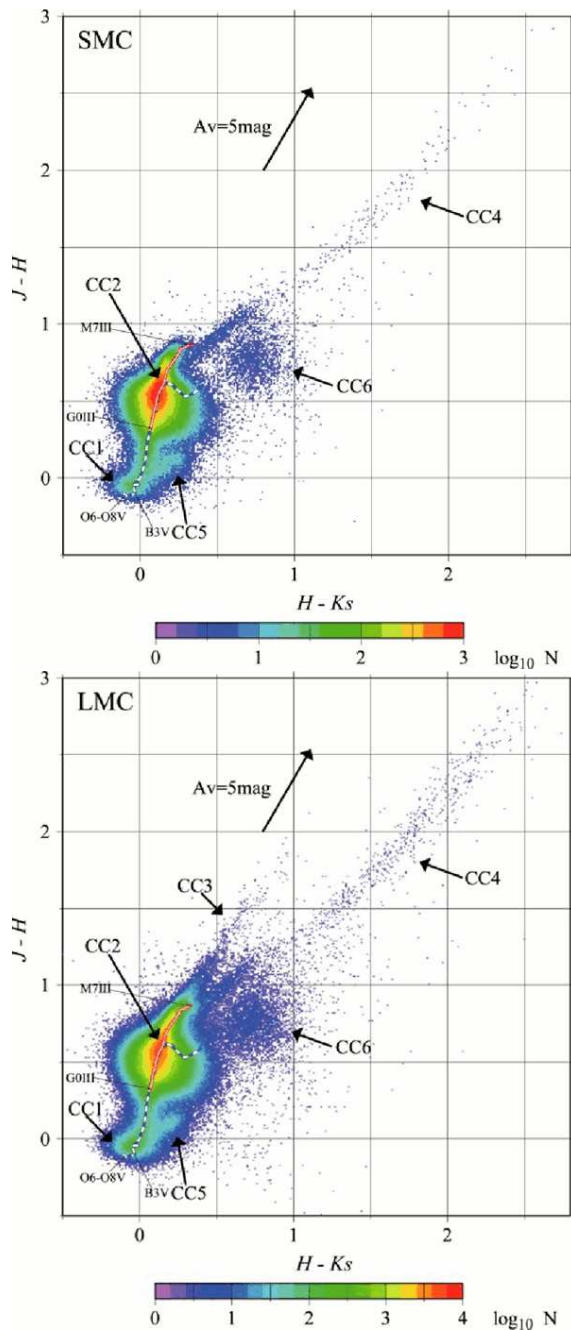 SMC
3
2
1
0
J - H
Av=5mag
CC4
CC2
M7III
CC6
G0III
CC1
O6-O8V
B3V
CC5
0
1
2
H - Ks
0
1
2
3
log10 N
LMC
3
2
1
0
J - H
Av=5mag
CC3
CC4
CC2
M7III
CC6
G0III
CC1
O6-O8V
B3V
CC5
0
1
2
H - Ks
0
1
2
3
4
log10 N